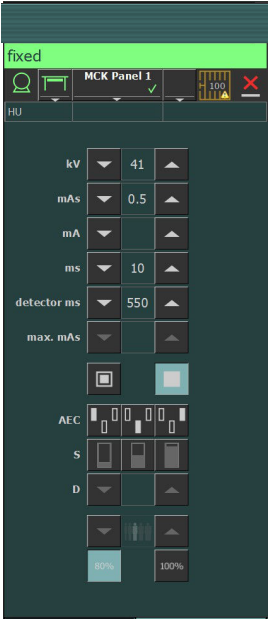 fixed
MCK Panel 1
100
HU
kV 41
mAs 0.5
mA
ms 10
detector ms 550
max. mAs
AEC
S
D
80% 100%